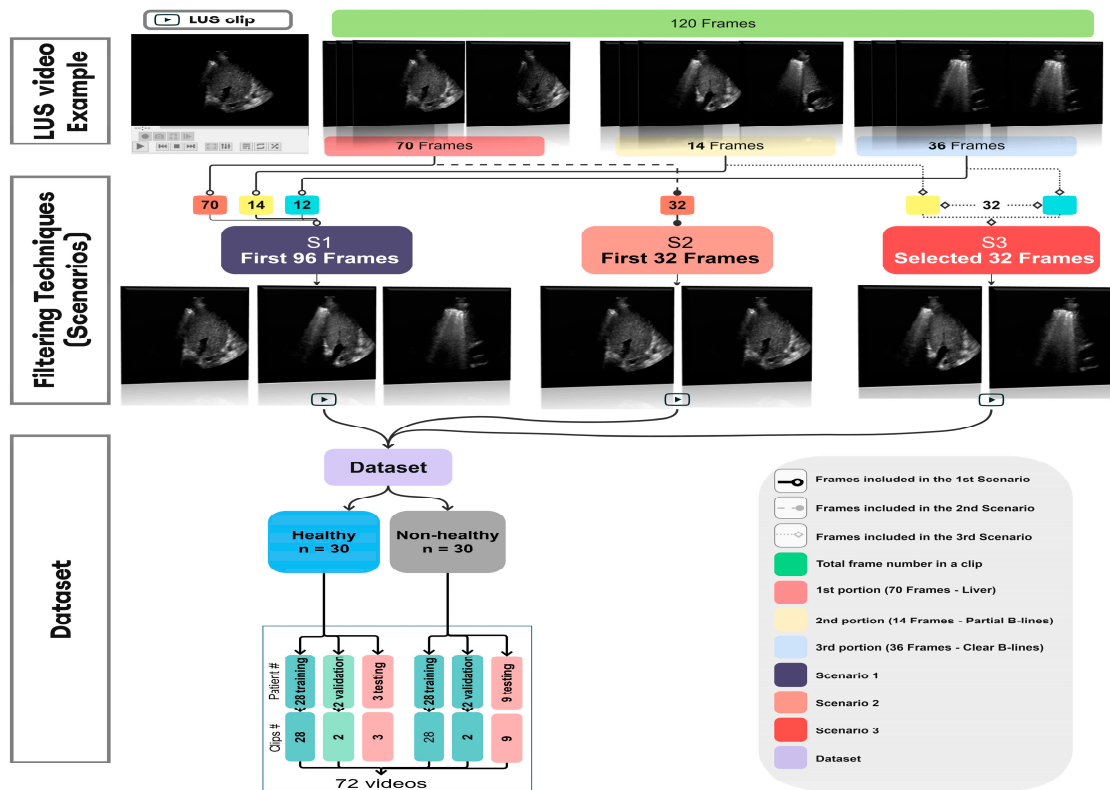 LUS clip
120 Frames
LUS video
Example
70 Frames
14 Frames
36 Frames
Filtering Techniques
(Scenarios)
70
14
12
32
32
S1
First 96 Frames
S2
First 32 Frames
S3
Selected 32 Frames
Dataset
Dataset
Healthy
n = 30
Non-healthy
n = 30
Patient #
28 training
2 validation
3 testing
28 training
2 validation
9 testing
Clips #
28
2
3
28
2
9
72 videos
Frames included in the 1st Scenario
Frames included in the 2nd Scenario
Frames included in the 3rd Scenario
Total frame number in a clip
1st portion (70 Frames - Liver)
2nd portion (14 Frames - Partial B-lines)
3rd portion (36 Frames - Clear B-lines)
Scenario 1
Scenario 2
Scenario 3
Dataset